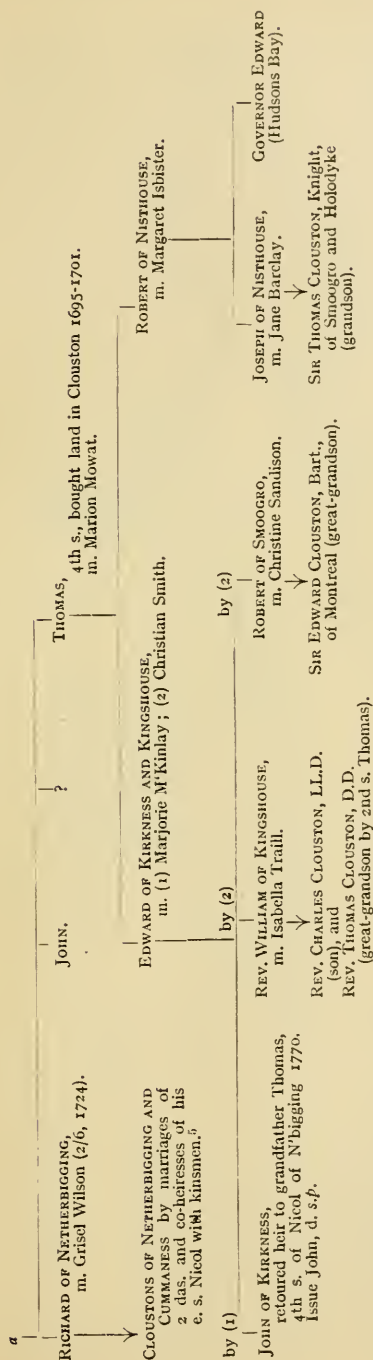 a
RICHARD OF NETHERBIGGING,
m. Grisel Wilson (2/6, 1724).
JOHN.
?
THOMAS,
4th s., bought land in Clouston 1695-1701.
m. Marion Mowat.
CLOUSTONS OF NETHERBIGGING AND
CUMMANESS by marriages of
2 das. and co-heiresses of his
e. s. Nicol with kinsmen.⁵
EDWARD OF KIRKNESS AND KINGSHOUSE,
m. (1) Marjorie M'Kinlay; (2) Christian Smith.
ROBERT OF NISTHOUSE,
m. Margaret Isbister.
by (1)
JOHN OF KIRKNESS,
retoured heir to grandfather Thomas,
4th s. of Nicol of N'bigging 1770.
Issue John, d. s.p.
by (2)
REV. WILLIAM OF KINGSHOUSE,
m. Isabella Traill.
REV. CHARLES CLOUSTON, LL.D.
(son), and
REV. THOMAS CLOUSTON, D.D.
(great-grandson by 2nd s. Thomas).
by (2)
ROBERT OF SMOOGRO,
m. Christine Sandison.
SIR EDWARD CLOUSTON, Bart.,
of Montreal (great-grandson).
JOSEPH OF NISTHOUSE,
m. Jane Barclay.
SIR THOMAS CLOUSTON, Knight,
of Smoogro and Holodyke
(grandson).
GOVERNOR EDWARD
(Hudsons Bay).